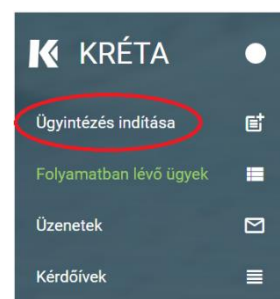 KRÉTA
Ügyintézés indítása
Folyamatban lévő ügyek
Üzenetek
Kérdőívek